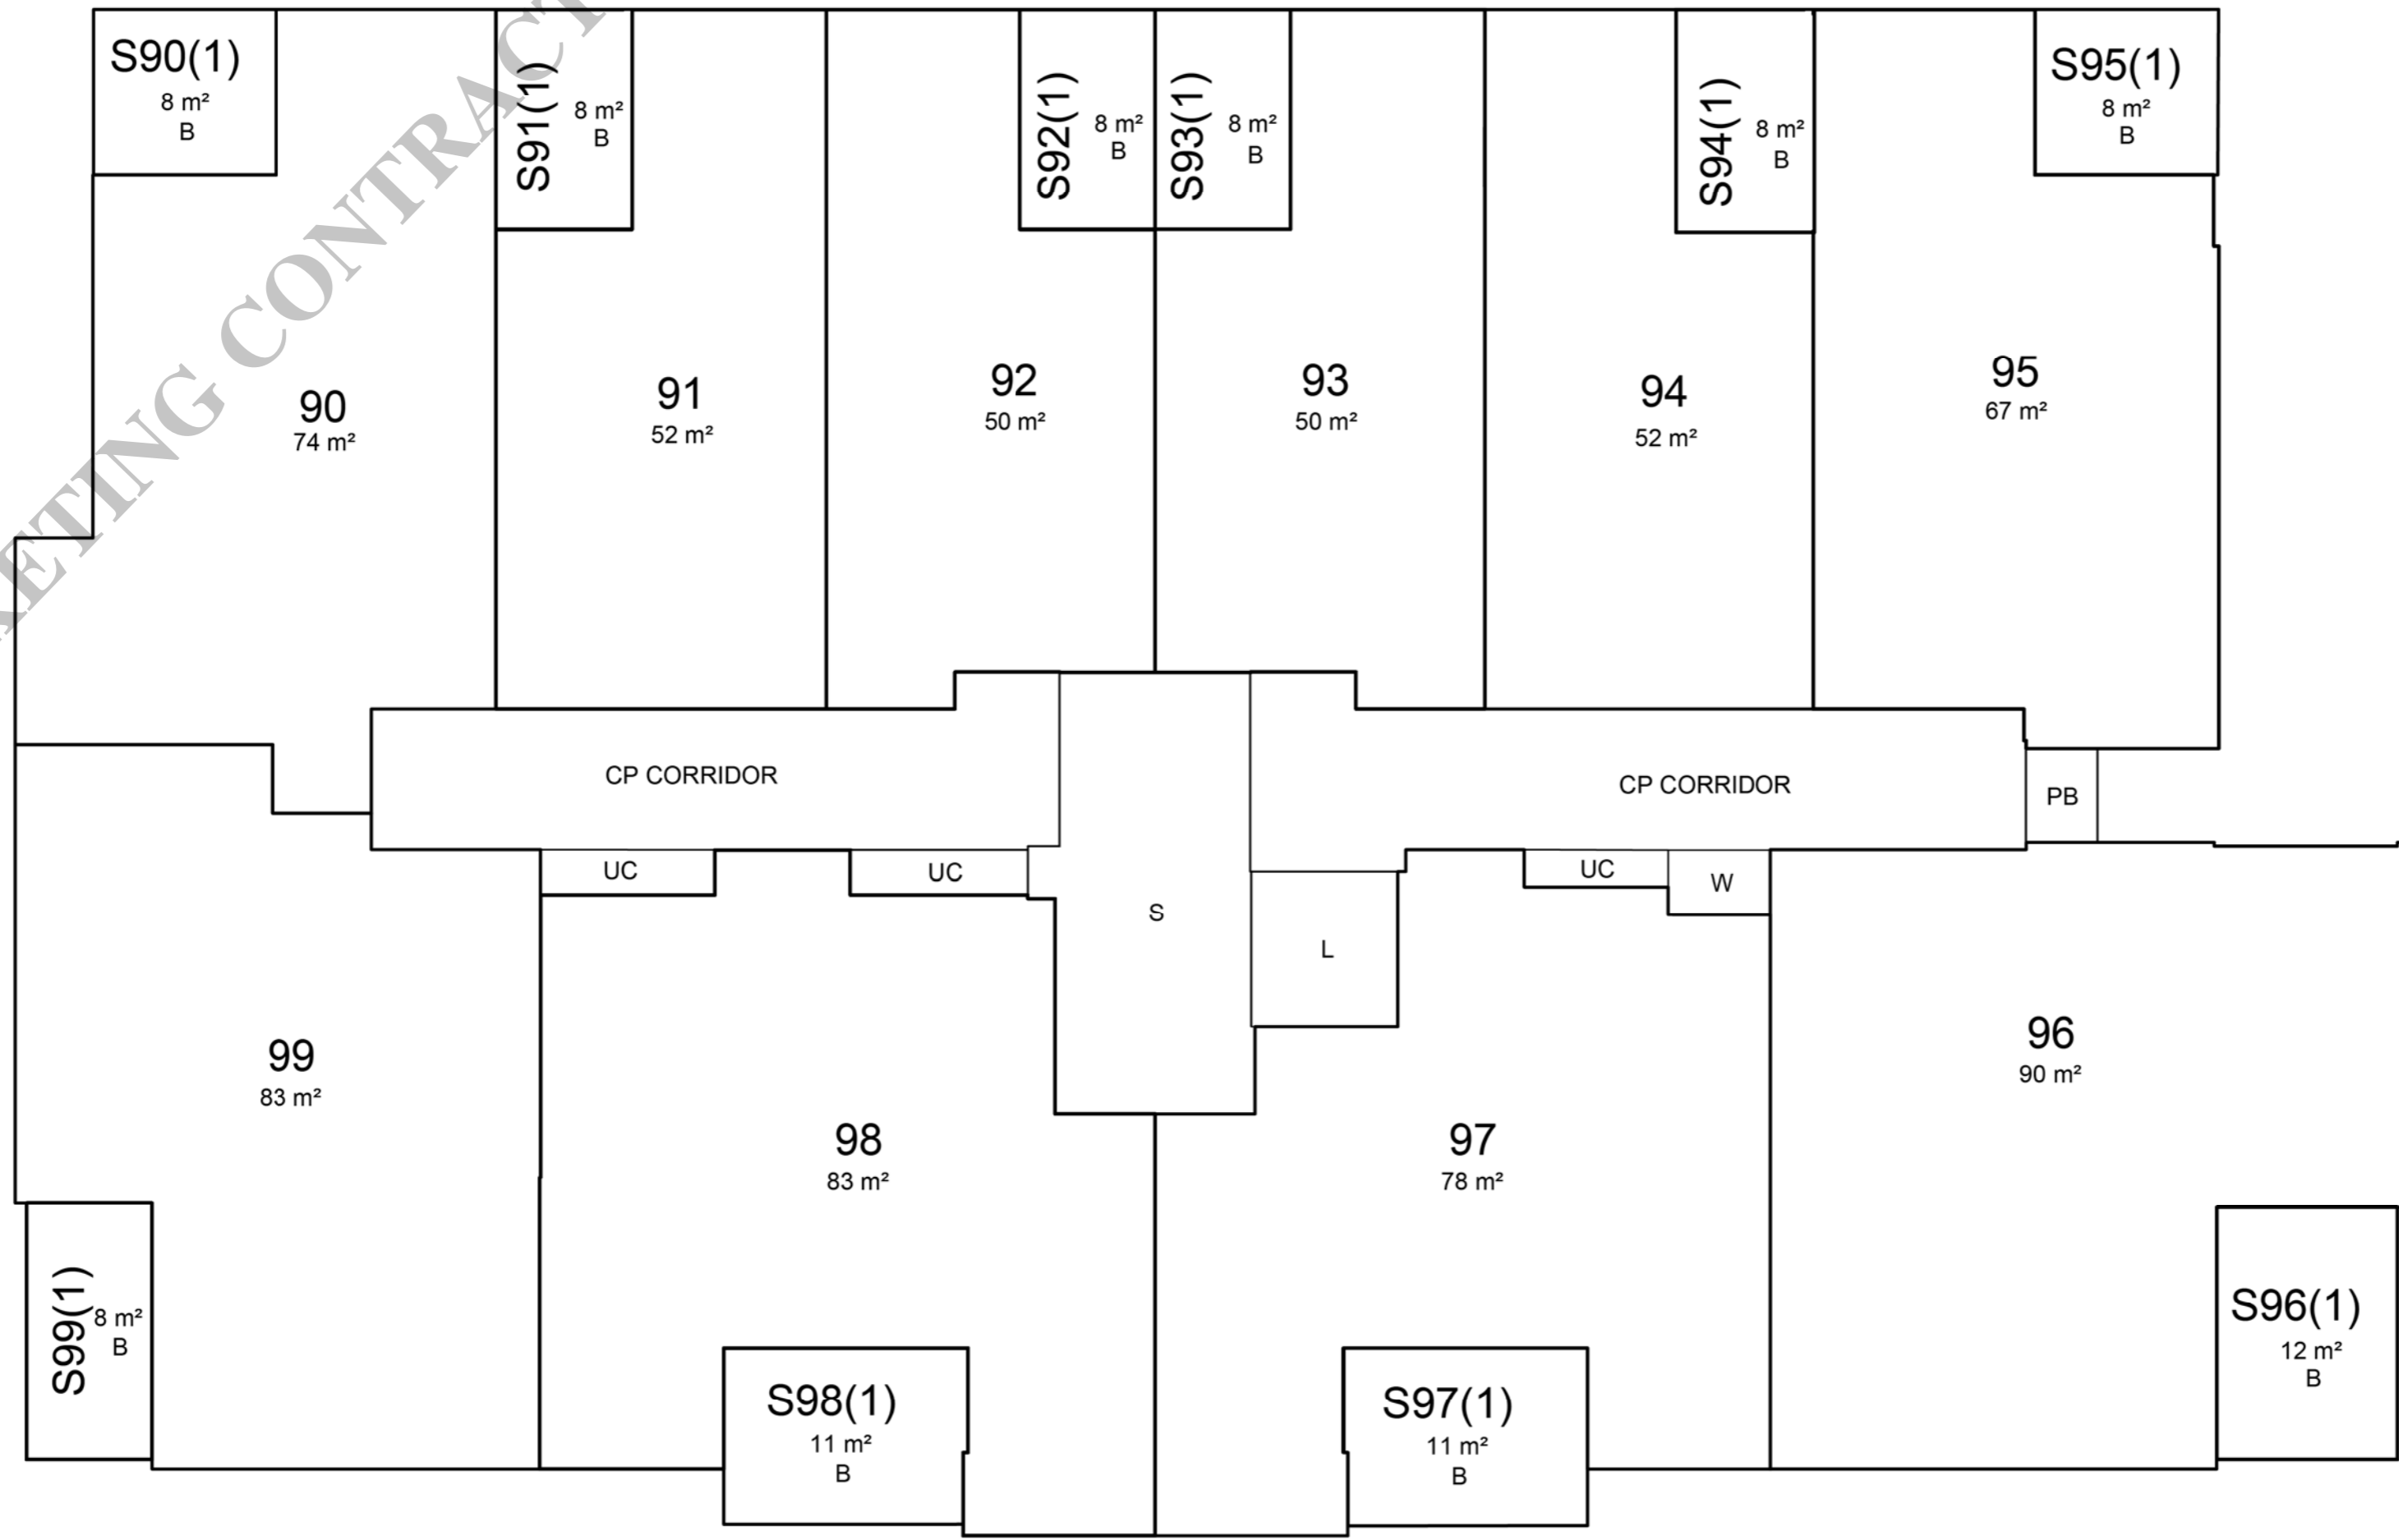 S90(1)
8 m²
B
S91(1)
8 m²
B
S92(1)
8 m²
B
S93(1)
8 m²
B
S94(1)
8 m²
B
S95(1)
8 m²
B
90
74 m²
91
52 m²
92
50 m²
93
50 m²
94
52 m²
95
67 m²
CP CORRIDOR
CP CORRIDOR
PB
UC
UC
S
L
UC
W
99
83 m²
98
83 m²
97
78 m²
96
90 m²
S99(1)
8 m²
B
S98(1)
11 m²
B
S97(1)
11 m²
B
S96(1)
12 m²
B
CONTRACT